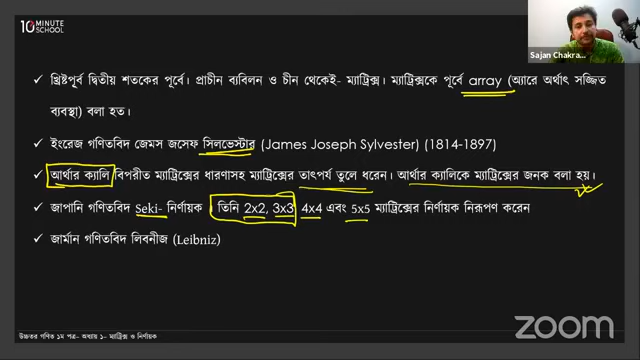 10 MINUTE
SCHOOL
Sajan Chakra...
✓ খ্রিষ্টপূর্ব দ্বিতীয় শতকের পূর্বে। প্রাচীন ব্যবিলন ও চীন থেকেই- ম্যাট্রিক্স। ম্যাট্রিক্সকে পূর্বে array (অ্যারে অর্থাৎ সজ্জিত
ব্যবস্থা) বলা হত।
✓ ইংরেজ গণিতবিদ জেমস জসেফ সিলভেস্টার (James Joseph Sylvester) (1814-1897)
✓ আর্থার ক্যালি বিপরীত ম্যাট্রিক্সের ধারণাসহ ম্যাট্রিক্সের তাৎপর্য তুলে ধরেন। আর্থার ক্যালিকে ম্যাট্রিক্সের জনক বলা হয়।
✓ জাপানি গণিতবিদ Seki- নির্ণায়ক তিনি 2x2, 3x3 4x4 এবং 5x5 ম্যাট্রিক্সের নির্ণায়ক নিরূপণ করেন
✓ জার্মান গণিতবিদ লিবনীজ (Leibniz)
উচ্চতর গণিত ১ম পত্র- অধ্যায় ১- ম্যাট্রিক্স ও নির্ণায়ক
zoom